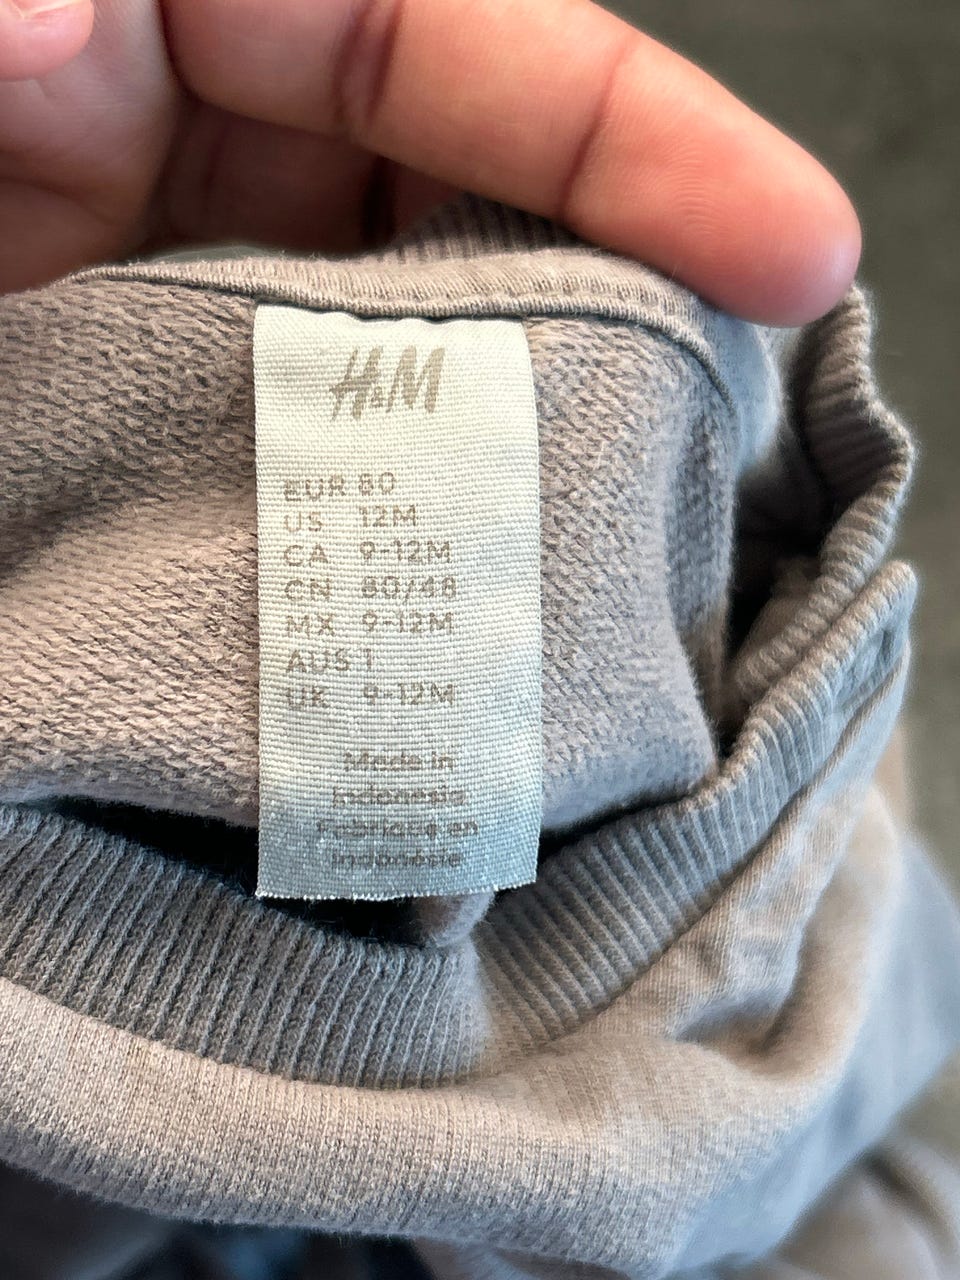 H&M
EUR 80
US 12M
CA 9-12M
CN 80/48
MX 9-12M
AUS 1
UK 9-12M
Made in
Indonesia
Fabriqué en
Indonésie